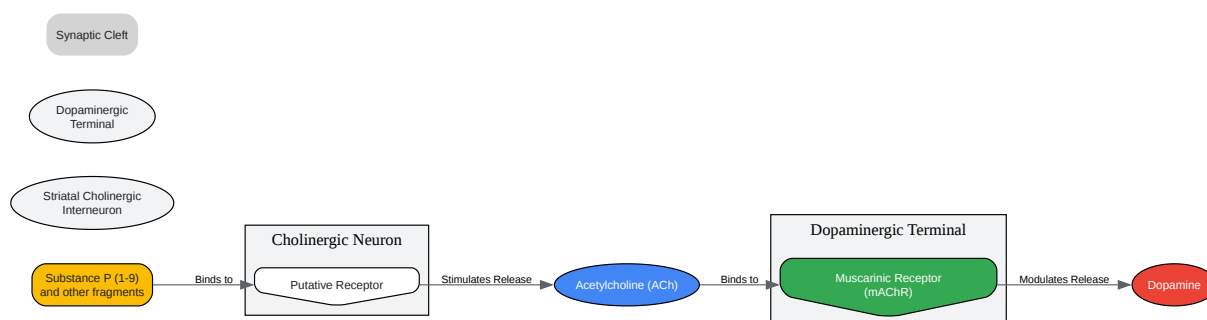 Synaptic Cleft
Dopaminergic
Terminal
Striatal Cholinergic
Interneuron
Cholinergic Neuron
Dopaminergic Terminal
Substance P (1-9)
and other fragments
Binds to
Putative Receptor
Stimulates Release
Acetylcholine (ACh)
Binds to
Muscarinic Receptor
(mAChR)
Modulates Release
Dopamine